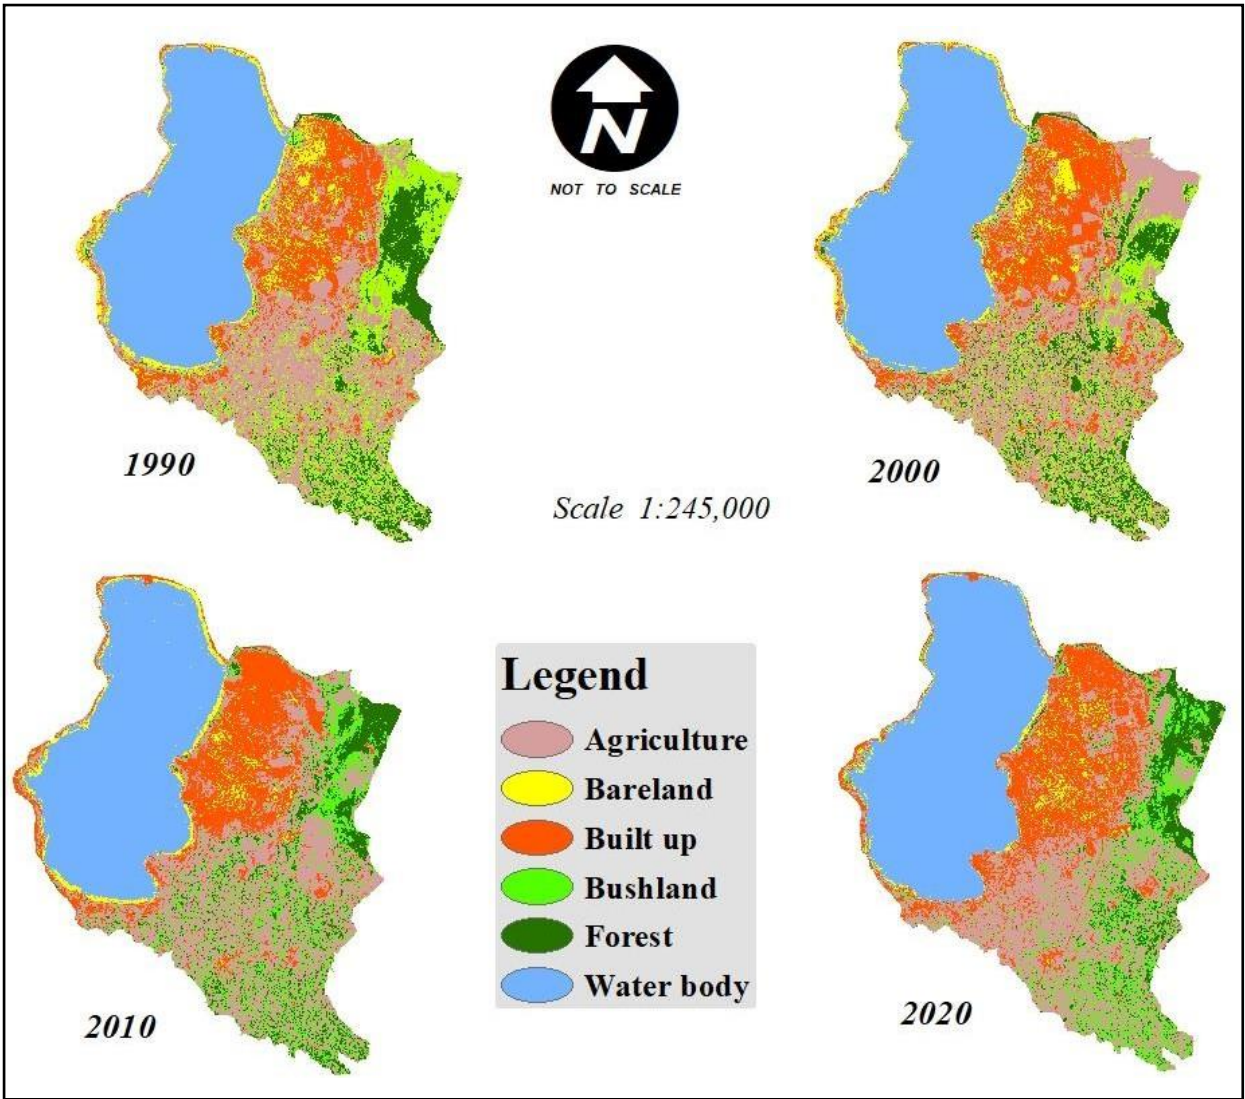 N
NOT TO SCALE
1990
2000
Scale 1:245,000
Legend
Agriculture
Bareland
Built up
Bushland
Forest
Water body
2010
2020